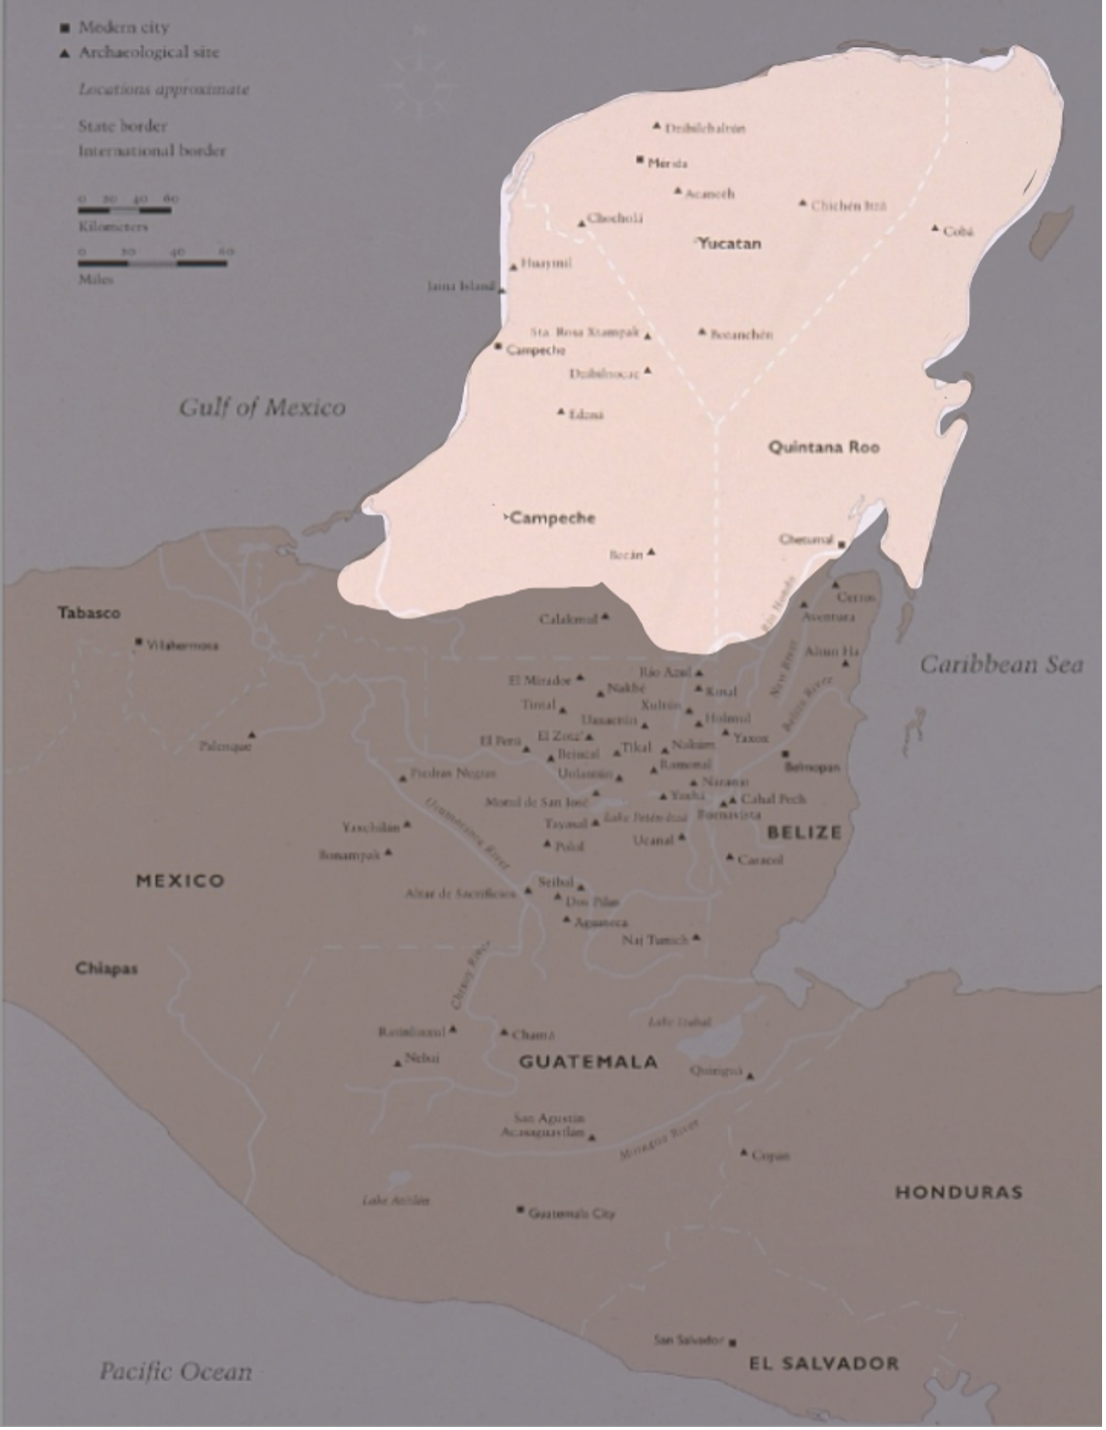 N
Modern city
Archaeological site
Locations approximate
State border
International border
0 20 40 60
Kilometers
0 20 40 60
Miles
Dzibilchaltún
Mérida
Acanceh
Chichén Itzá
Chocholá
Cobá
Yucatan
Huaymil
Jaina Island
Sta. Rosa Xtampak
Bocanchén
Campeche
Dzibilnocac
Gulf of Mexico
Edzná
Quintana Roo
Campeche
Chetumal
Becán
Río Hondo
Cerros
Tabasco
Calakmul
Aventura
Villahermosa
Altun Ha
Caribbean Sea
New River
El Mirador
Río Azul
Nakbé
Kinal
Tintal
Xultún
Belize River
Uaxactún
Holmul
Palenque
El Perú
El Zotz'
Tikal
Nakúm
Yaxox
Bejucal
Ramonal
Belmopan
Piedras Negras
Uolantún
Naranjo
Motul de San José
Yaxhá
Cahal Pech
Buenavista
Usumacinta River
Yaxchilán
Tayasal
Lake Petén-Itzá
BELIZE
Bonampak
Polol
Ucanal
Caracol
MEXICO
Altar de Sacrificios
Seibal
Dos Pilas
Aguateca
Naj Tunich
Chiapas
Chixoy River
Lake Izabal
Ratinlixul
Chamá
Nebaj
GUATEMALA
Quiriguá
San Agustín
Acasaguastlán
Motagua River
Copán
Lake Atitlán
HONDURAS
Guatemala City
San Salvador
EL SALVADOR
Pacific Ocean